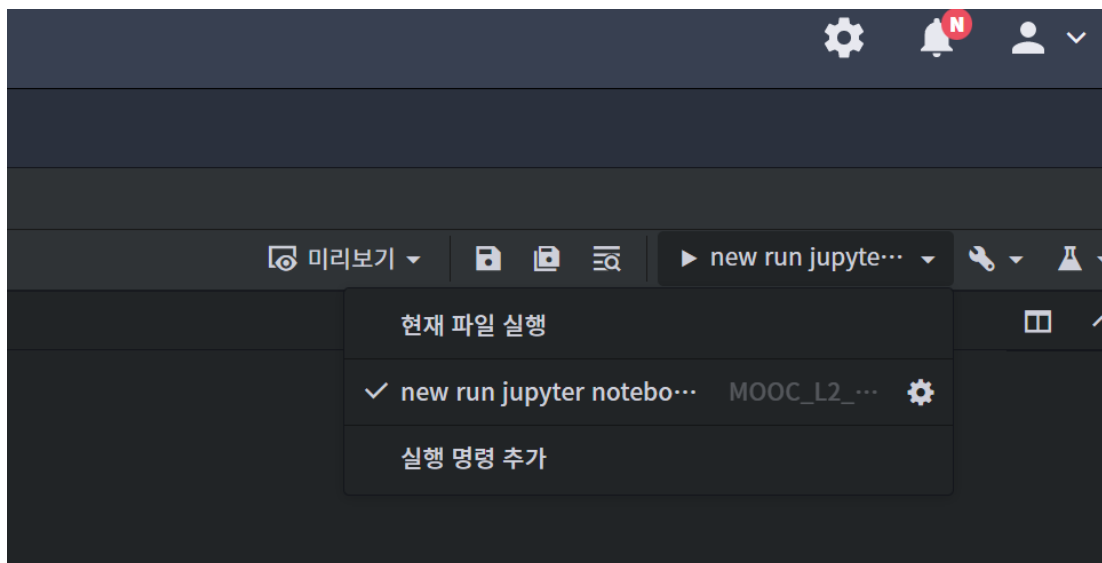 N
미리보기
new run jupyte…
현재 파일 실행
new run jupyter notebo… MOOC_L2_…
실행 명령 추가